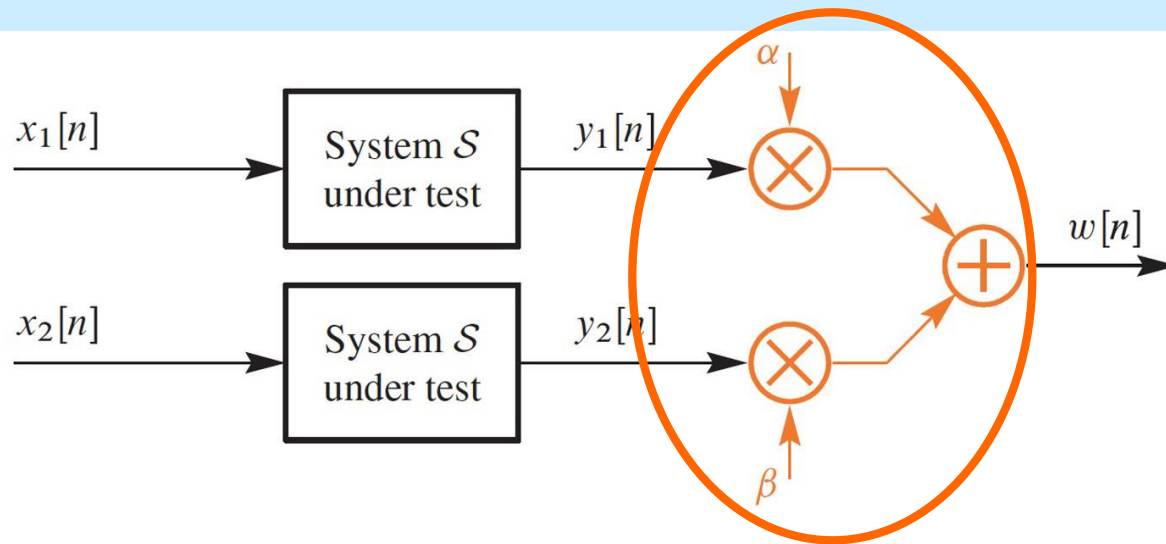 α
x₁[n]
System 𝒮
under test
y₁[n]
w[n]
x₂[n]
System 𝒮
under test
y₂[n]
β